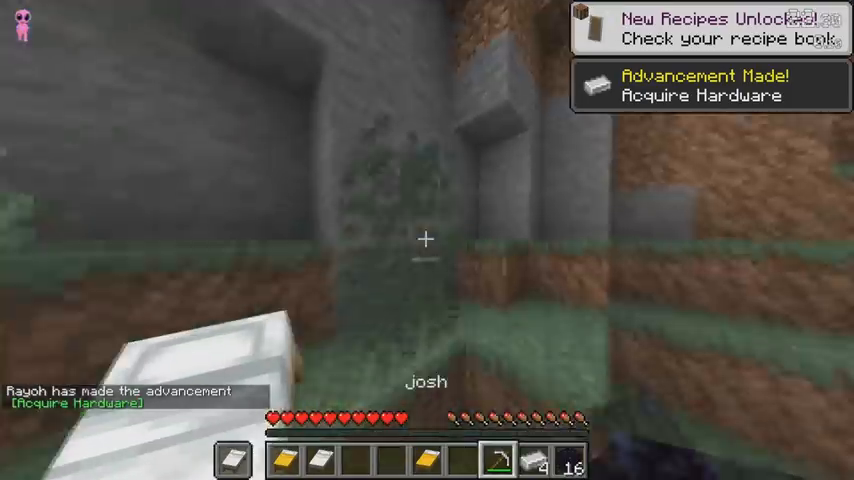 New Recipes Unlocked!
Check your recipe book
Advancement Made!
Acquire Hardware
josh
Rayoh has made the advancement
[Acquire Hardware]
4
16